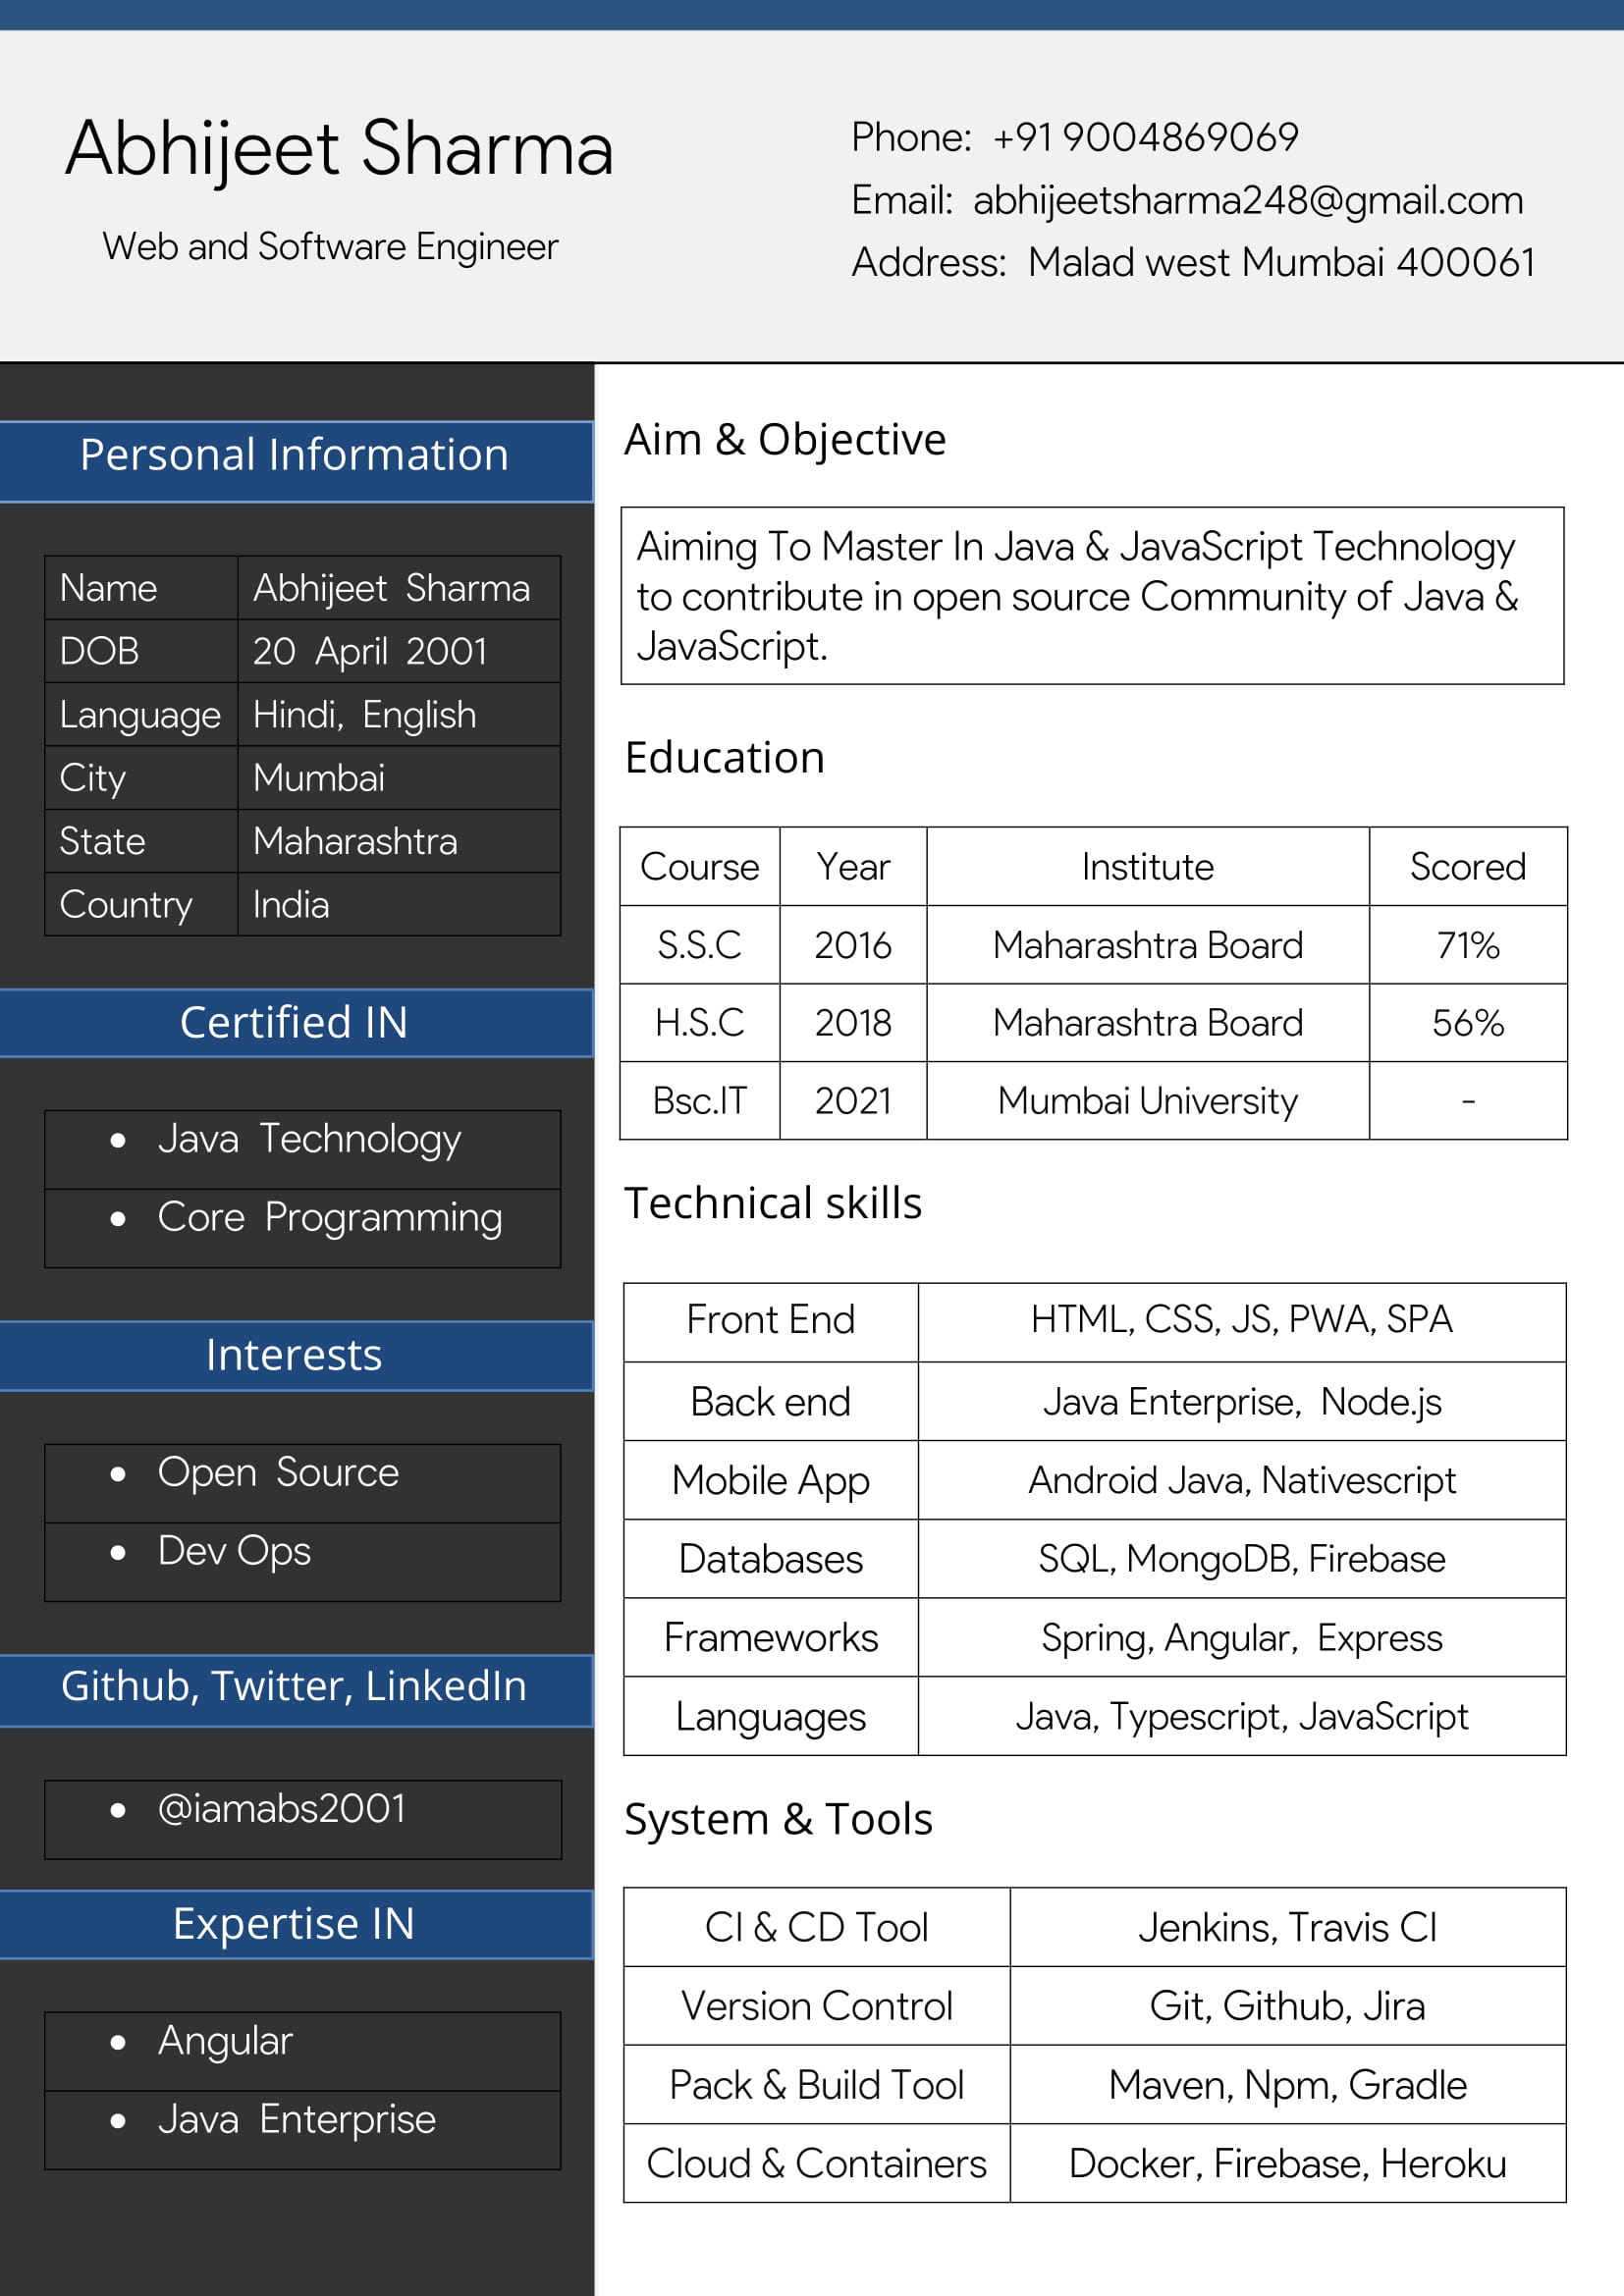 Abhijeet Sharma
Web and Software Engineer
Phone: +91 9004869069
Email: abhijeetsharma248@gmail.com
Address: Malad west Mumbai 400061
Personal Information
Name Abhijeet Sharma
DOB 20 April 2001
Language Hindi, English
City Mumbai
State Maharashtra
Country India
Certified IN
• Java Technology
• Core Programming
Interests
• Open Source
• Dev Ops
Github, Twitter, LinkedIn
• @iamabs2001
Expertise IN
• Angular
• Java Enterprise
Aim & Objective
Aiming To Master In Java & JavaScript Technology
to contribute in open source Community of Java &
JavaScript.
Education
Course Year Institute Scored
S.S.C 2016 Maharashtra Board 71%
H.S.C 2018 Maharashtra Board 56%
Bsc.IT 2021 Mumbai University -
Technical skills
Front End HTML, CSS, JS, PWA, SPA
Back end Java Enterprise, Node.js
Mobile App Android Java, Nativescript
Databases SQL, MongoDB, Firebase
Frameworks Spring, Angular, Express
Languages Java, Typescript, JavaScript
System & Tools
CI & CD Tool Jenkins, Travis CI
Version Control Git, Github, Jira
Pack & Build Tool Maven, Npm, Gradle
Cloud & Containers Docker, Firebase, Heroku